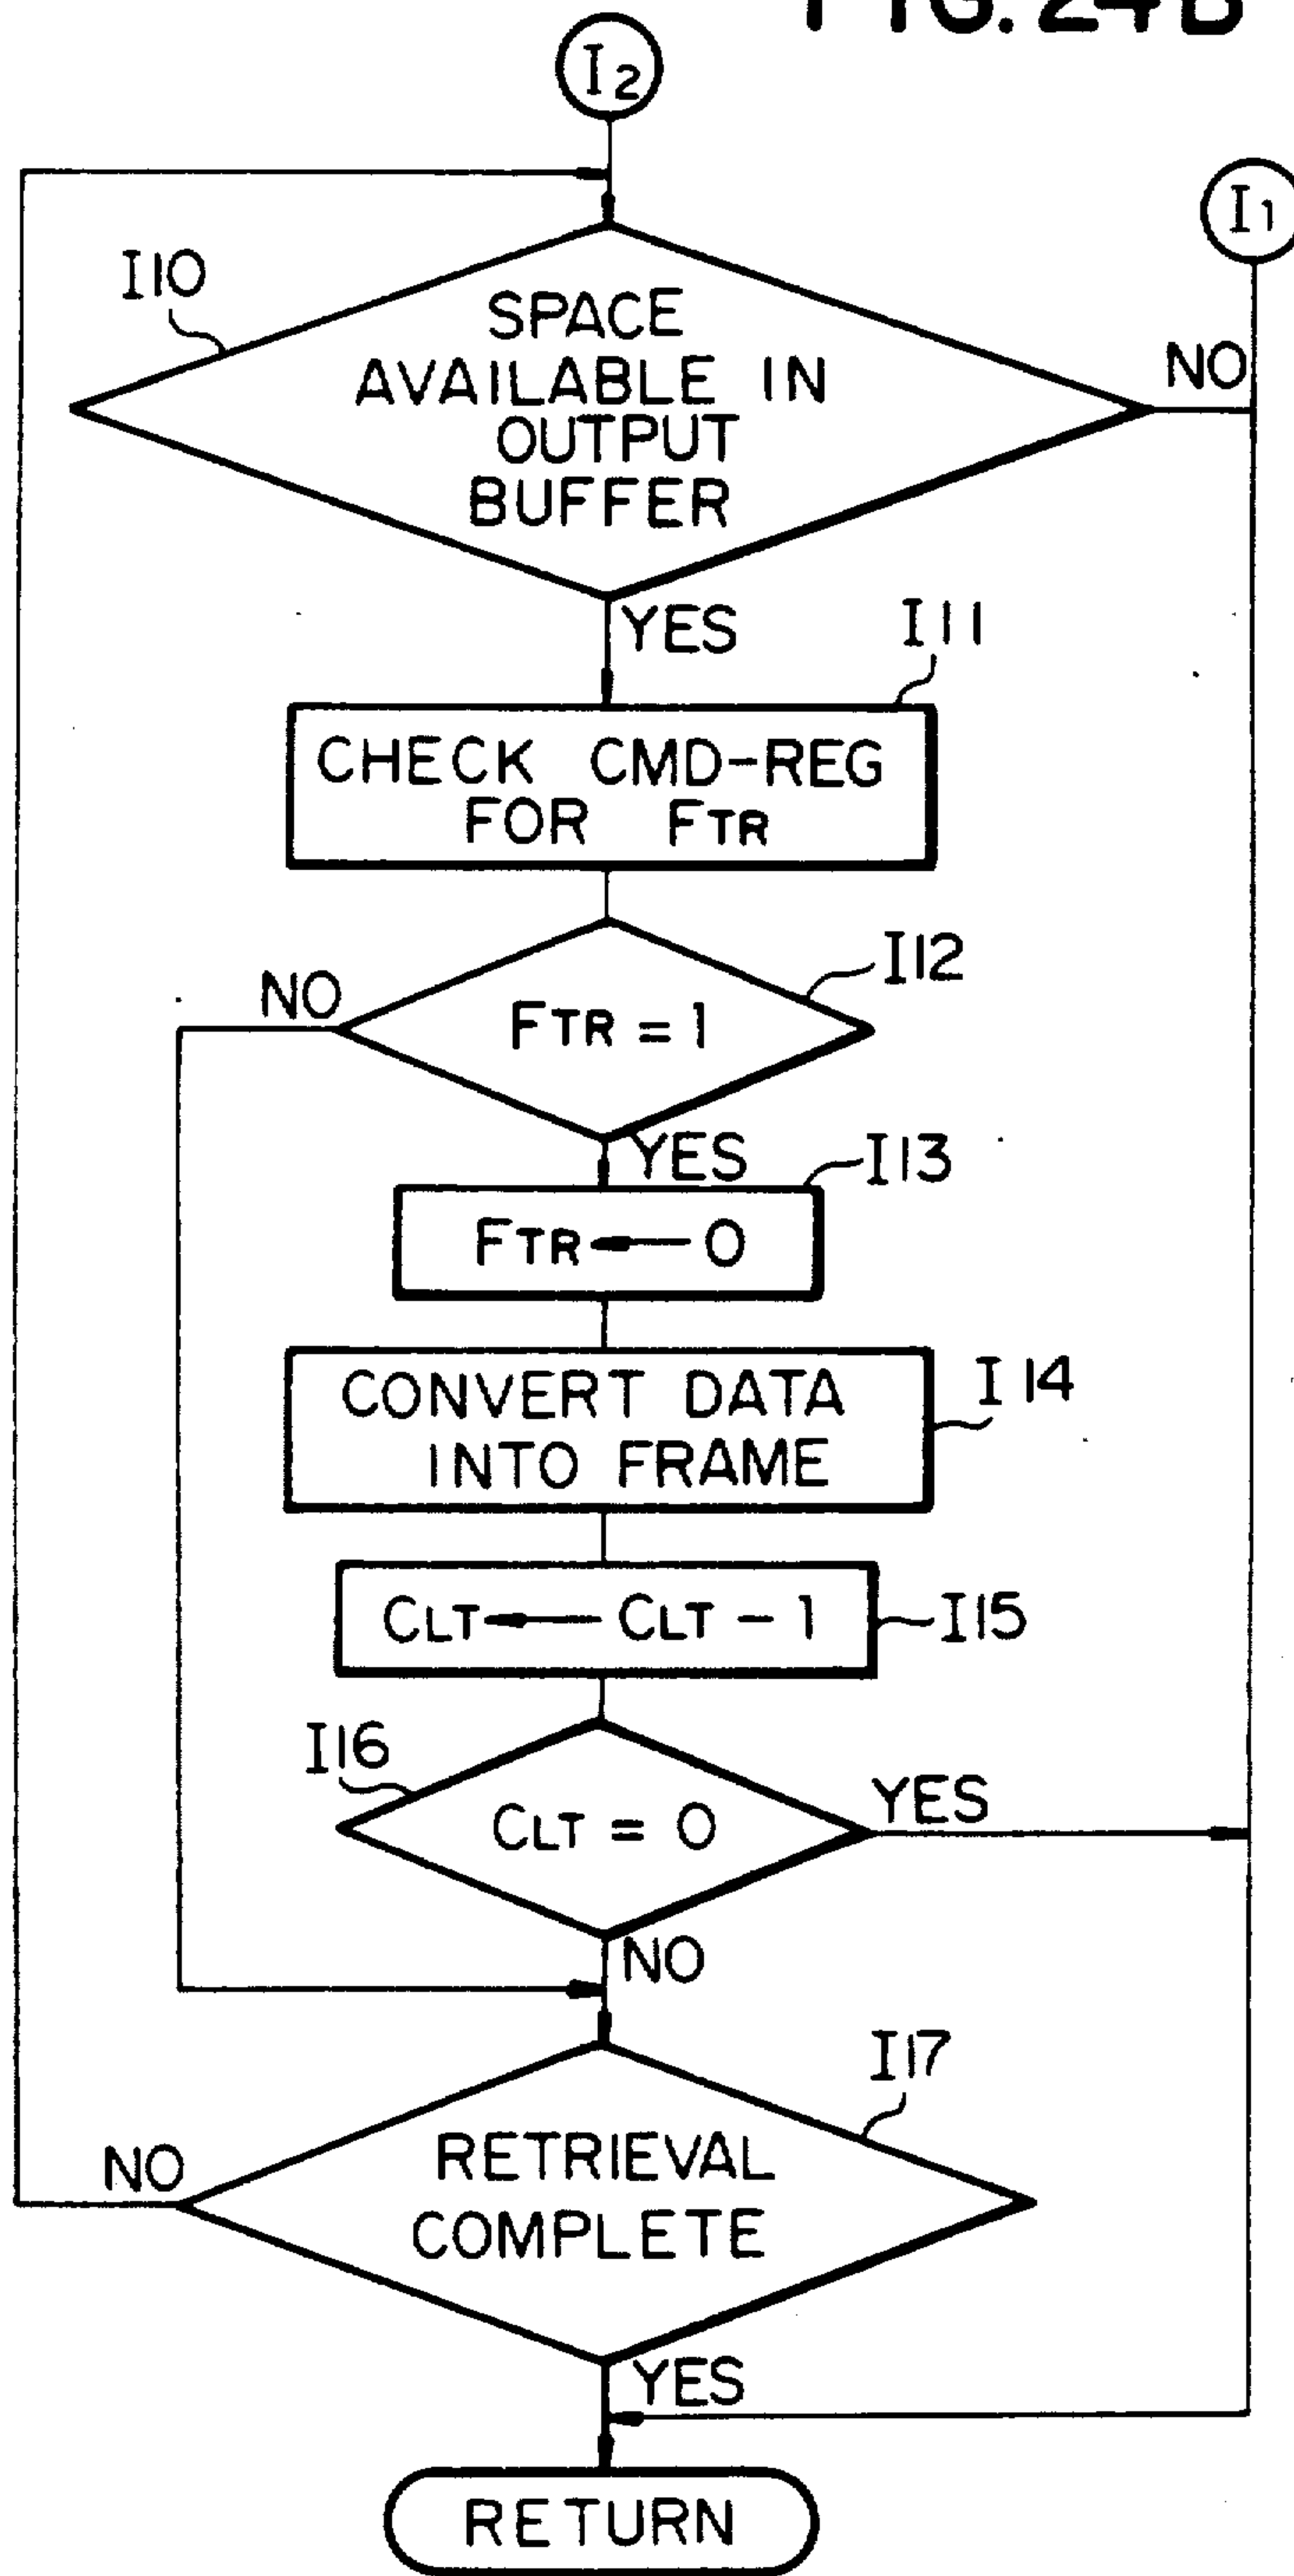 FIG. 24B
I2
I1
I10
SPACE
AVAILABLE IN
OUTPUT
BUFFER
NO
YES
I11
CHECK CMD-REG
FOR FTR
I12
NO
FTR = 1
YES
I13
FTR ← 0
I14
CONVERT DATA
INTO FRAME
CLT ← CLT - 1
I15
I16
CLT = 0
YES
NO
I17
NO
RETRIEVAL
COMPLETE
YES
RETURN